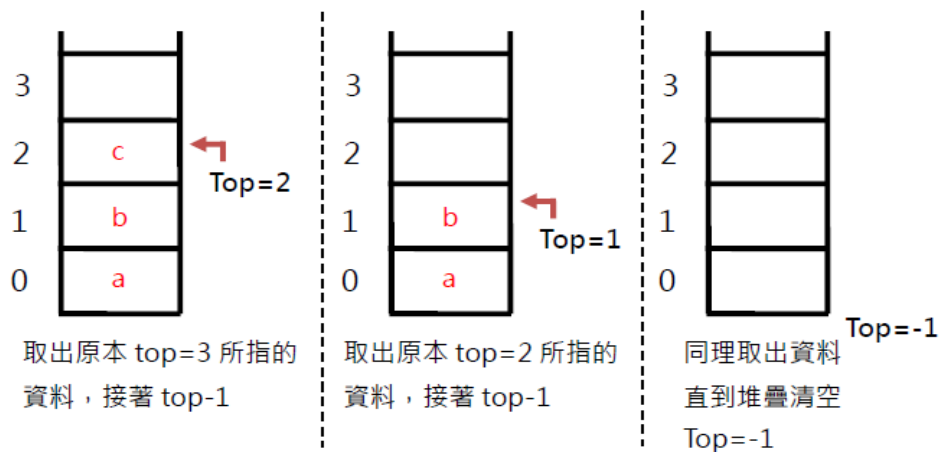 3
2
1
0
c
b
a
Top=2
取出原本 top=3 所指的
資料，接著 top-1
3
2
1
0
b
a
Top=1
取出原本 top=2 所指的
資料，接著 top-1
3
2
1
0
Top=-1
同理取出資料
直到堆疊清空
Top=-1